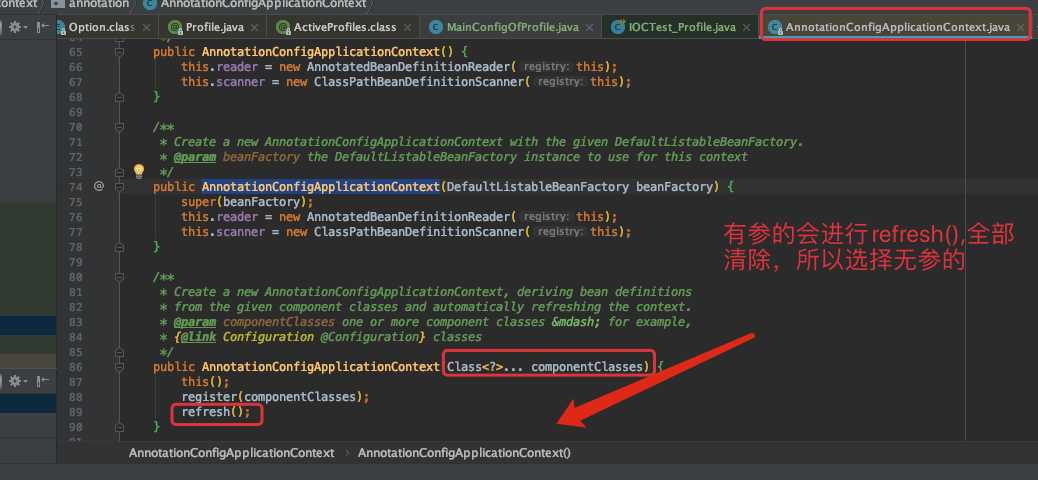 ontext annotation AnnotationConfigApplicationContext
Option.class Profile.java ActiveProfiles.class MainConfigOfProfile.java IOCTest_Profile.java AnnotationConfigApplicationContext.java
65 public AnnotationConfigApplicationContext() {
66 this.reader = new AnnotatedBeanDefinitionReader( registry: this);
67 this.scanner = new ClassPathBeanDefinitionScanner( registry: this);
68 }
69
70 /**
71 * Create a new AnnotationConfigApplicationContext with the given DefaultListableBeanFactory.
72 * @param beanFactory the DefaultListableBeanFactory instance to use for this context
73 */
74 @ public AnnotationConfigApplicationContext(DefaultListableBeanFactory beanFactory) {
75 super(beanFactory);
76 this.reader = new AnnotatedBeanDefinitionReader( registry: this);
77 this.scanner = new ClassPathBeanDefinitionScanner( registry: this);
78 }
有参的会进行refresh(),全部
清除，所以选择无参的
79
80 /**
81 * Create a new AnnotationConfigApplicationContext, deriving bean definitions
82 * from the given component classes and automatically refreshing the context.
83 * @param componentClasses one or more component classes &mdash; for example,
84 * {@link Configuration @Configuration} classes
85 */
86 public AnnotationConfigApplicationContext(Class<?>... componentClasses) {
87 this();
88 register(componentClasses);
89 refresh();
90 }
AnnotationConfigApplicationContext › AnnotationConfigApplicationContext()